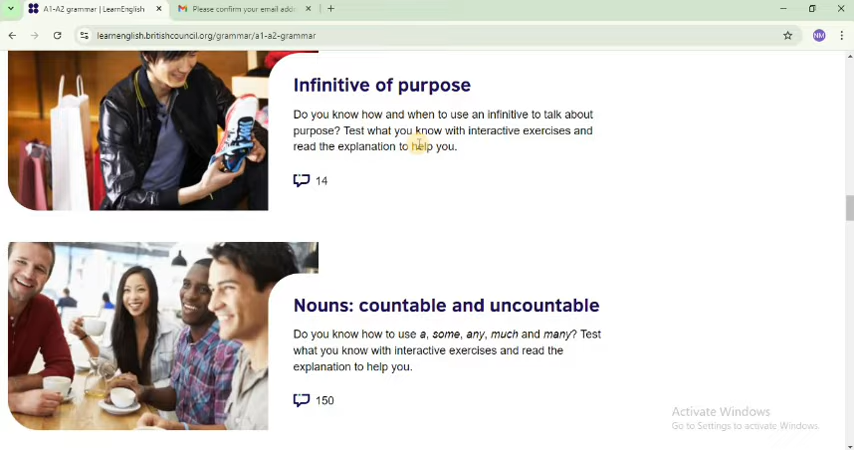 A1-A2 grammar | LearnEnglish
Please confirm your email addr
learnenglish.britishcouncil.org/grammar/a1-a2-grammar
NM
Infinitive of purpose
Do you know how and when to use an infinitive to talk about
purpose? Test what you know with interactive exercises and
read the explanation to help you.
14
Nouns: countable and uncountable
Do you know how to use a, some, any, much and many? Test
what you know with interactive exercises and read the
explanation to help you.
150
Activate Windows
Go to Settings to activate Windows.